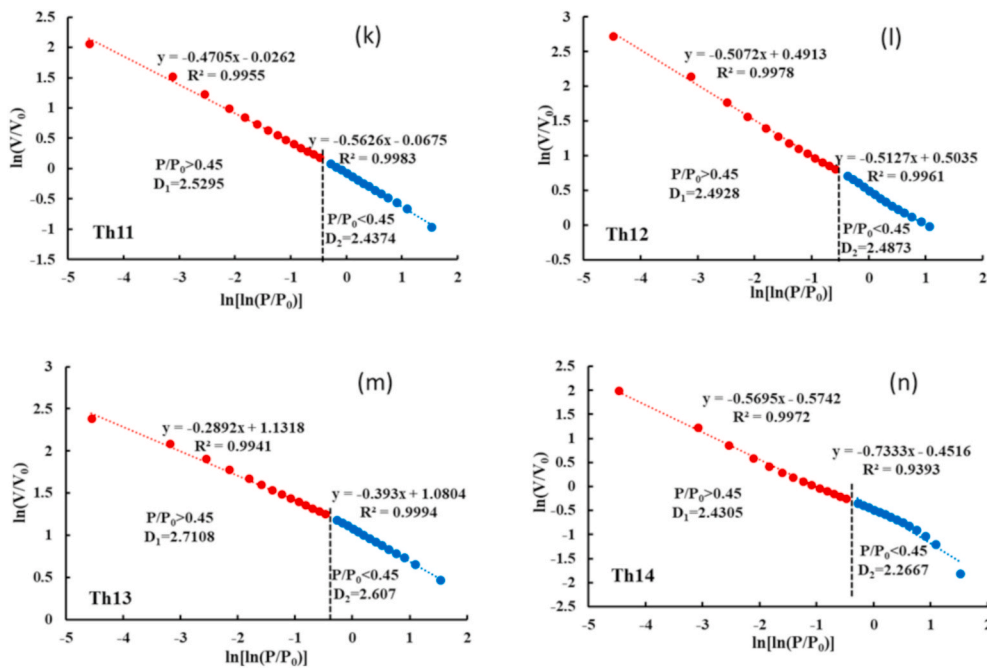 (k)
2.5
2
1.5
1
0.5
0
-0.5
-1
-1.5
ln(V/V₀)
y = -0.4705x - 0.0262
R² = 0.9955
y = -0.5626x - 0.0675
R² = 0.9983
P/P₀>0.45
D₁=2.5295
P/P₀<0.45
D₂=2.4374
Th11
-5 -4 -3 -2 -1 0 1 2
ln[ln(P/P₀)]
(l)
3
2.5
2
1.5
1
0.5
0
-0.5
ln(V/V₀)
y = -0.5072x + 0.4913
R² = 0.9978
y = -0.5127x + 0.5035
R² = 0.9961
P/P₀>0.45
D₁=2.4928
P/P₀<0.45
D₂=2.4873
Th12
-5 -4 -3 -2 -1 0 1 2
ln[ln(P/P₀)]
(m)
3
2.5
2
1.5
1
0.5
0
ln(V/V₀)
y = -0.2892x + 1.1318
R² = 0.9941
y = -0.393x + 1.0804
R² = 0.9994
P/P₀>0.45
D₁=2.7108
P/P₀<0.45
D₂=2.607
Th13
-5 -4 -3 -2 -1 0 1 2
ln[ln(P/P₀)]
(n)
2.5
2
1.5
1
0.5
0
-0.5
-1
-1.5
-2
-2.5
ln(V/V₀)
y = -0.5695x - 0.5742
R² = 0.9972
y = -0.7333x - 0.4516
R² = 0.9393
P/P₀>0.45
D₁=2.4305
P/P₀<0.45
D₂=2.2667
Th14
-5 -4 -3 -2 -1 0 1 2
ln[ln(P/P₀)]